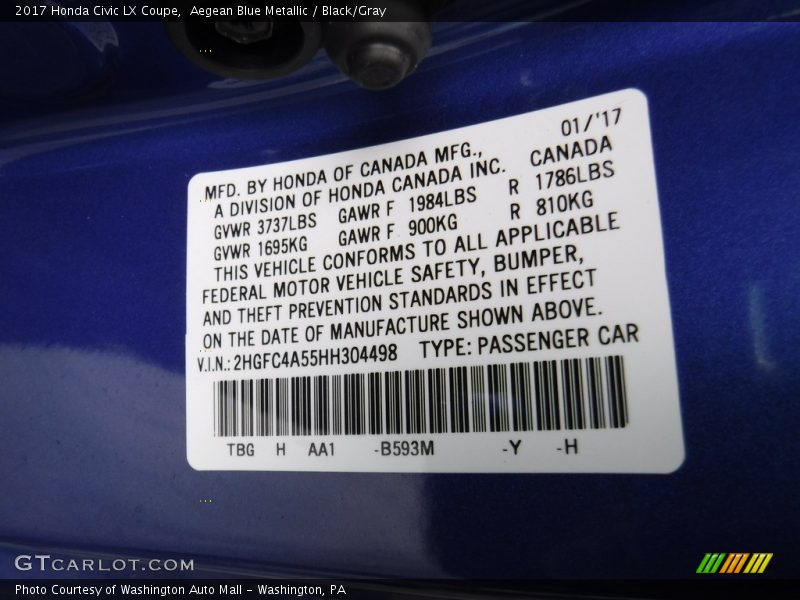 2017 Honda Civic LX Coupe, Aegean Blue Metallic / Black/Gray
01/'17
MFD. BY HONDA OF CANADA MFG.,
A DIVISION OF HONDA CANADA INC. CANADA
GVWR 3737LBS GAWR F 1984LBS R 1786LBS
GVWR 1695KG GAWR F 900KG R 810KG
THIS VEHICLE CONFORMS TO ALL APPLICABLE
FEDERAL MOTOR VEHICLE SAFETY, BUMPER,
AND THEFT PREVENTION STANDARDS IN EFFECT
ON THE DATE OF MANUFACTURE SHOWN ABOVE.
V.I.N.: 2HGFC4A55HH304498 TYPE: PASSENGER CAR
TBG H AA1 -B593M -Y -H
GTCARLOT.COM
Photo Courtesy of Washington Auto Mall - Washington, PA